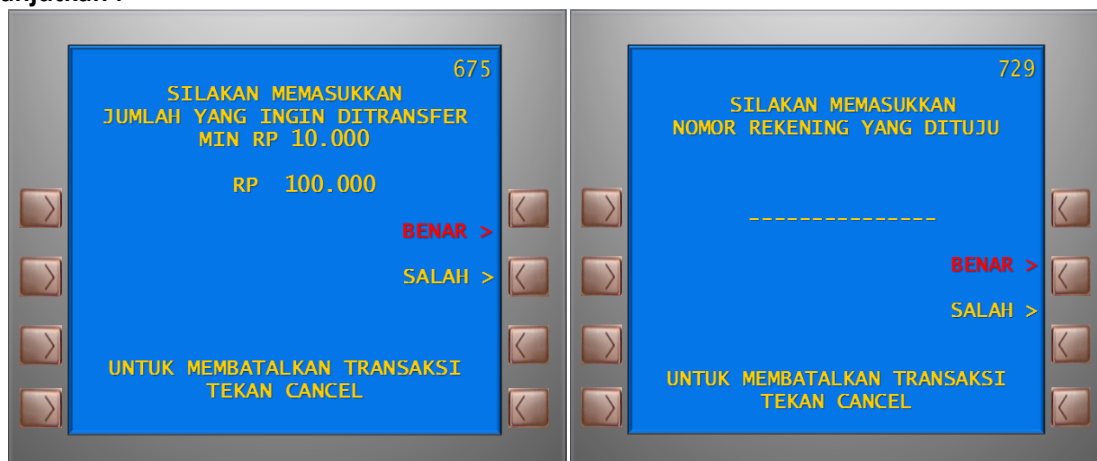 675
SILAKAN MEMASUKKAN
JUMLAH YANG INGIN DITRANSFER
MIN RP 10.000
RP 100.000
BENAR >
SALAH >
UNTUK MEMBATALKAN TRANSAKSI
TEKAN CANCEL
729
SILAKAN MEMASUKKAN
NOMOR REKENING YANG DITUJU
---------------
BENAR >
SALAH >
UNTUK MEMBATALKAN TRANSAKSI
TEKAN CANCEL